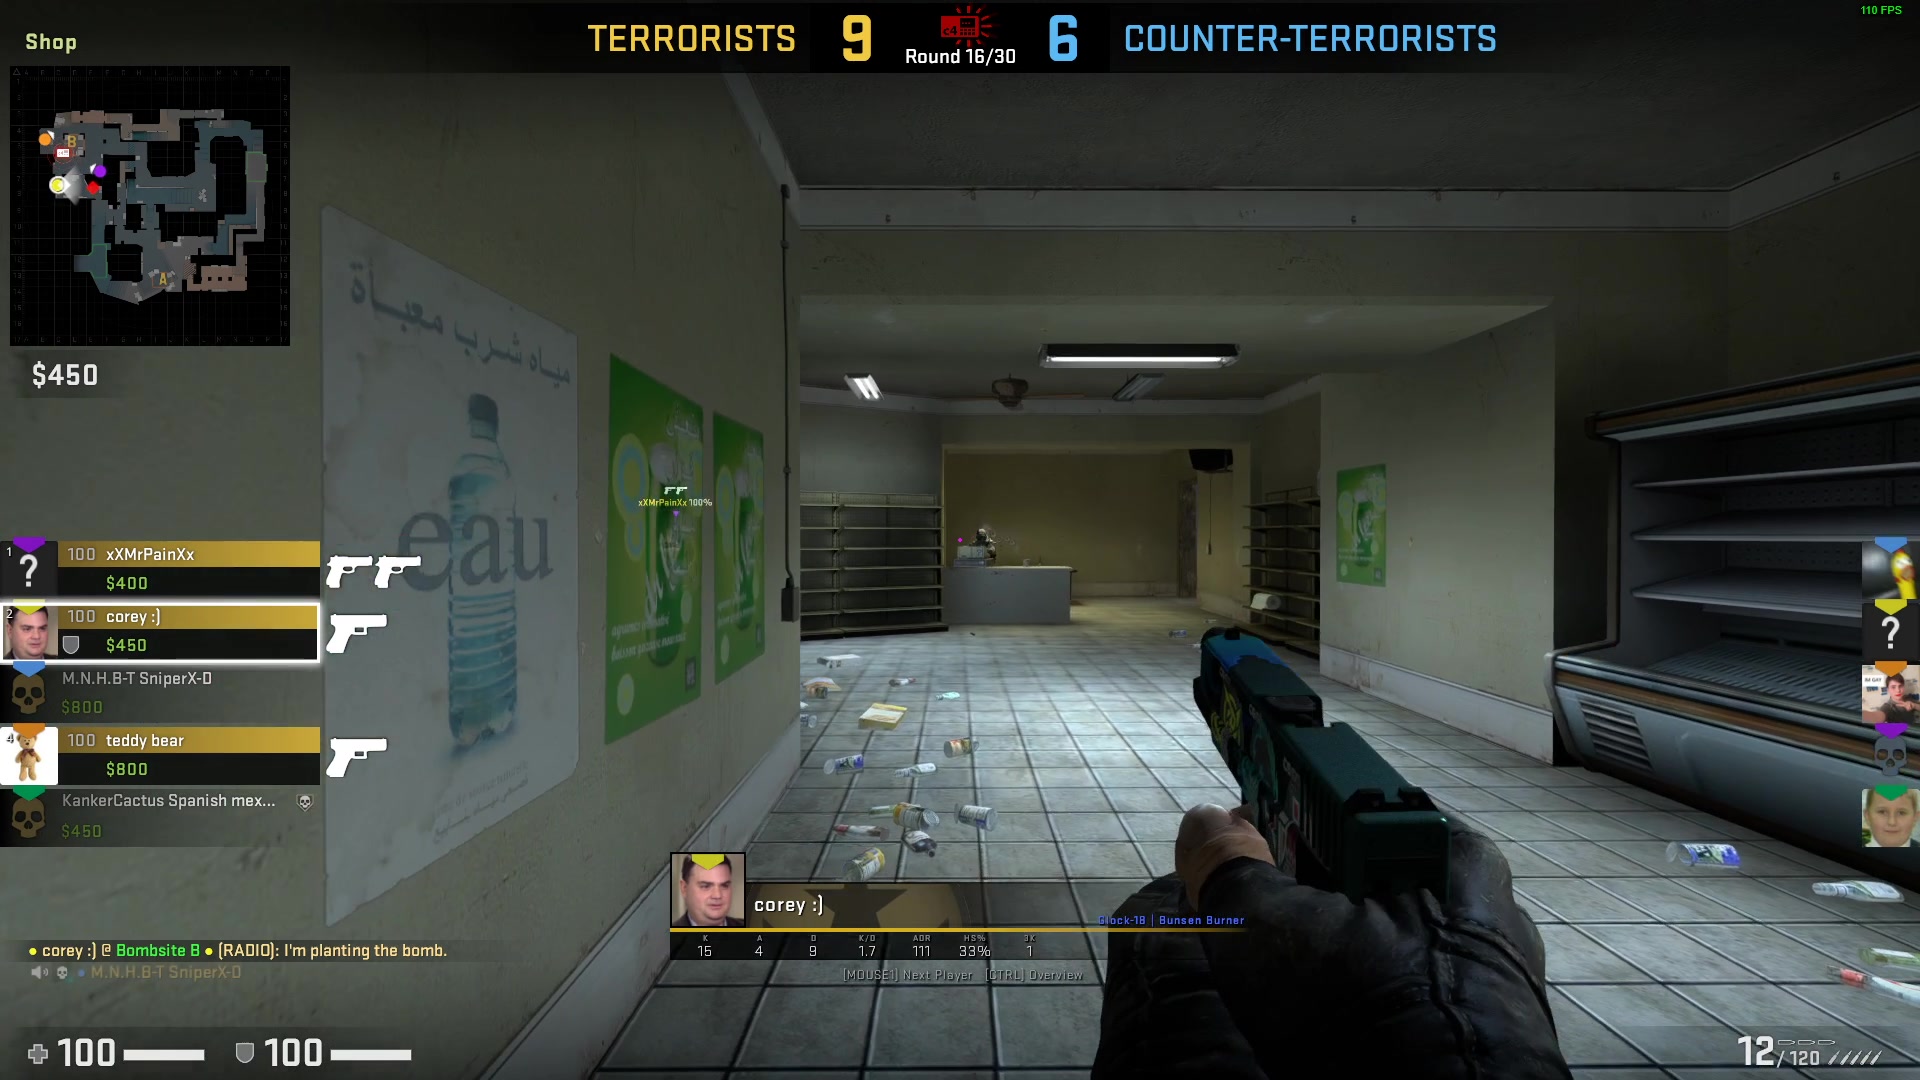 110 FPS
Shop
TERRORISTS 9 6 COUNTER-TERRORISTS
Round 16/30
B
A
$450
مياه شرب معبأة
eau
xXMrPainXx 100%
1 ? 100 xXMrPainXx
$400
2 100 corey :)
$450
M.N.H.B-T SniperX-D
$800
4 100 teddy bear
$800
KankerCactus Spanish mex...
$450
?
corey :)
Glock-18 | Bunsen Burner
K A D K/D ADR HS% 3K
15 4 9 1.7 111 33% 1
[MOUSE1] Next Player [CTRL] Overview
• corey :) @ Bombsite B • (RADIO): I'm planting the bomb.
• M.N.H.B-T SniperX-D
100 100
12 / 120